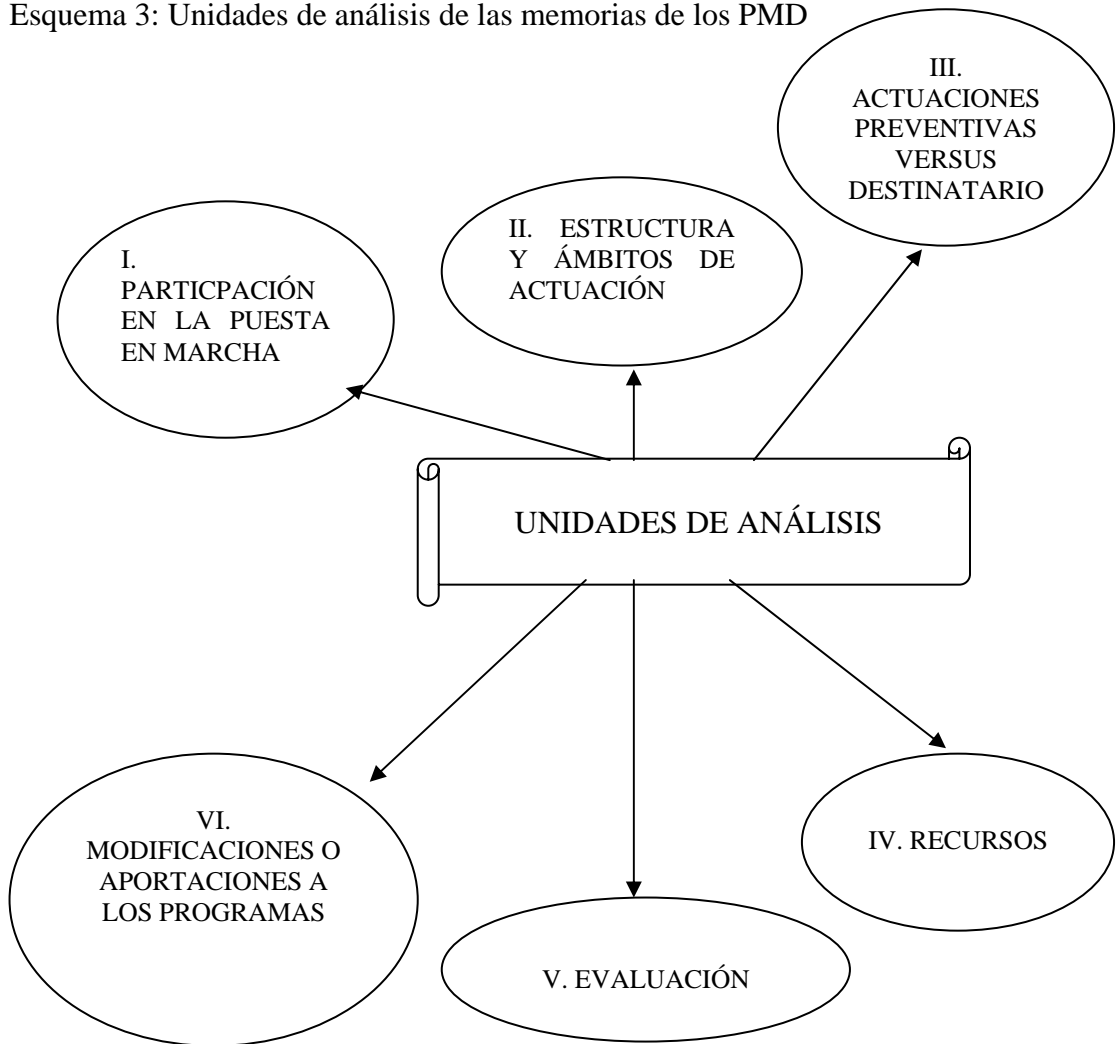 Esquema 3: Unidades de análisis de las memorias de los PMD
I.
PARTICPACIÓN
EN LA PUESTA
EN MARCHA
II. ESTRUCTURA
Y ÁMBITOS DE
ACTUACIÓN
III.
ACTUACIONES
PREVENTIVAS
VERSUS
DESTINATARIO
UNIDADES DE ANÁLISIS
VI.
MODIFICACIONES O
APORTACIONES A
LOS PROGRAMAS
V. EVALUACIÓN
IV. RECURSOS